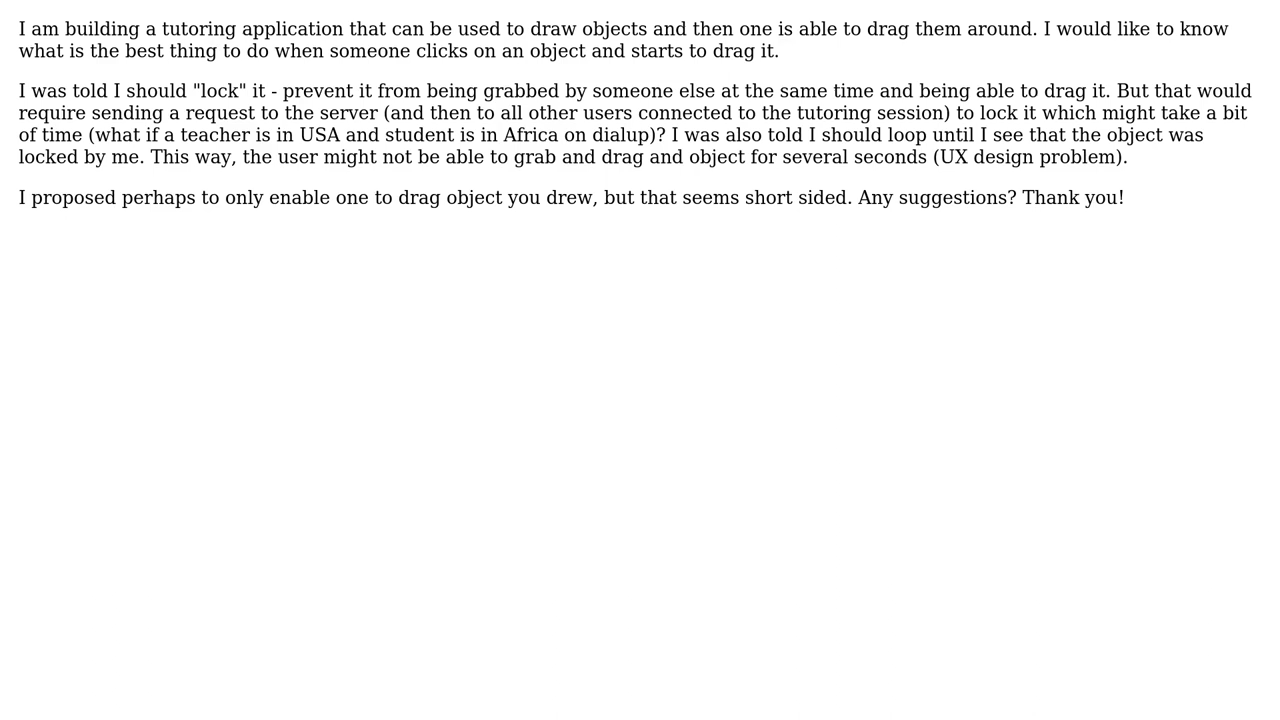 I am building a tutoring application that can be used to draw objects and then one is able to drag them around. I would like to know
what is the best thing to do when someone clicks on an object and starts to drag it.
I was told I should "lock" it - prevent it from being grabbed by someone else at the same time and being able to drag it. But that would
require sending a request to the server (and then to all other users connected to the tutoring session) to lock it which might take a bit
of time (what if a teacher is in USA and student is in Africa on dialup)? I was also told I should loop until I see that the object was
locked by me. This way, the user might not be able to grab and drag and object for several seconds (UX design problem).
I proposed perhaps to only enable one to drag object you drew, but that seems short sided. Any suggestions? Thank you!